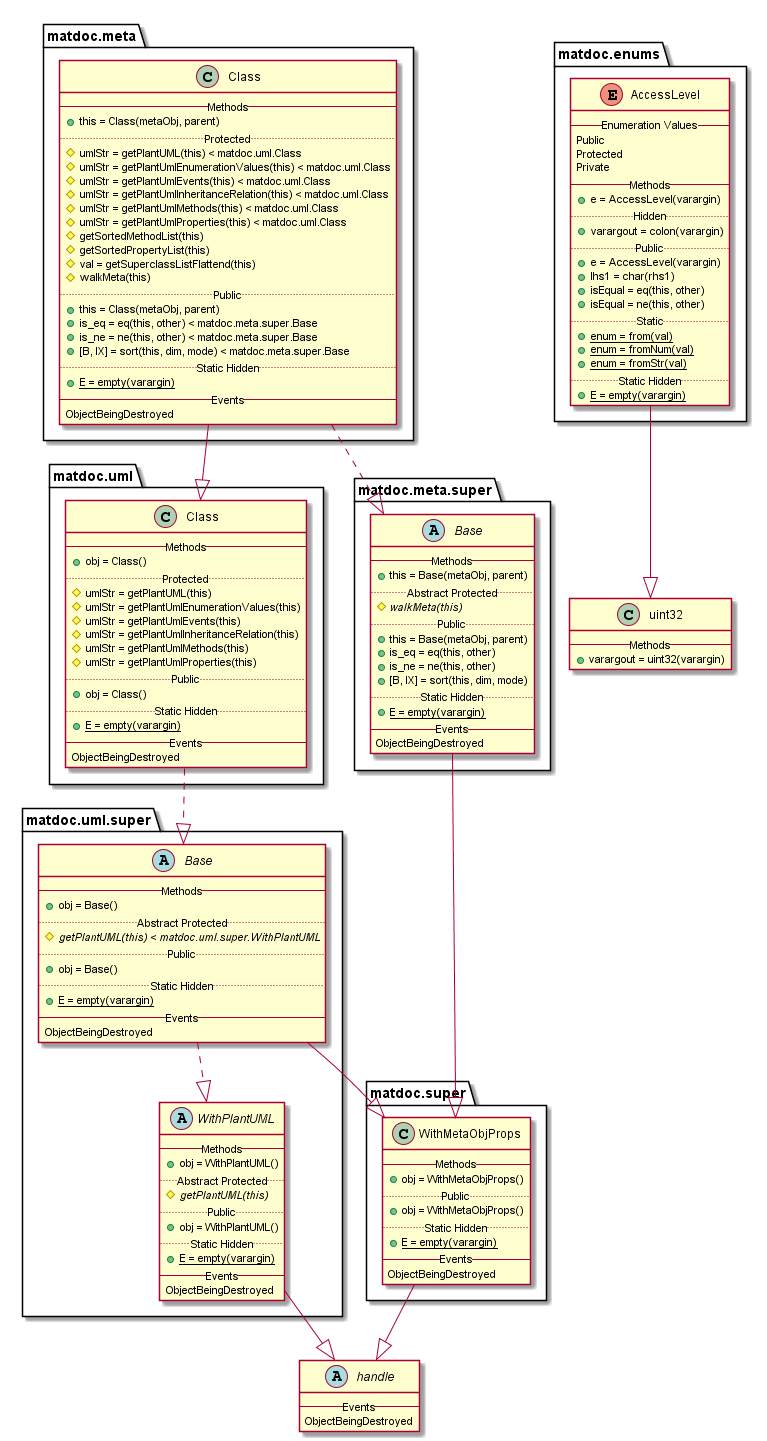 matdoc.meta
C Class
Methods
this = Class(metaObj, parent)
Protected
umlStr = getPlantUML(this) < matdoc.uml.Class
umlStr = getPlantUmlEnumerationValues(this) < matdoc.uml.Class
umlStr = getPlantUmlEvents(this) < matdoc.uml.Class
umlStr = getPlantUmlInheritanceRelation(this) < matdoc.uml.Class
umlStr = getPlantUmlMethods(this) < matdoc.uml.Class
umlStr = getPlantUmlProperties(this) < matdoc.uml.Class
getSortedMethodList(this)
getSortedPropertyList(this)
val = getSuperclassListFlattend(this)
walkMeta(this)
Public
this = Class(metaObj, parent)
is_eq = eq(this, other) < matdoc.meta.super.Base
is_ne = ne(this, other) < matdoc.meta.super.Base
[B, IX] = sort(this, dim, mode) < matdoc.meta.super.Base
Static Hidden
E = empty(varargin)
Events
ObjectBeingDestroyed
matdoc.enums
E AccessLevel
Enumeration Values
Public
Protected
Private
Methods
e = AccessLevel(varargin)
Hidden
varargout = colon(varargin)
Public
e = AccessLevel(varargin)
lhs1 = char(rhs1)
isEqual = eq(this, other)
isEqual = ne(this, other)
Static
enum = from(val)
enum = fromNum(val)
enum = fromStr(val)
Static Hidden
E = empty(varargin)
matdoc.uml
C Class
Methods
obj = Class()
Protected
umlStr = getPlantUML(this)
umlStr = getPlantUmlEnumerationValues(this)
umlStr = getPlantUmlEvents(this)
umlStr = getPlantUmlInheritanceRelation(this)
umlStr = getPlantUmlMethods(this)
umlStr = getPlantUmlProperties(this)
Public
obj = Class()
Static Hidden
E = empty(varargin)
Events
ObjectBeingDestroyed
matdoc.meta.super
A Base
Methods
this = Base(metaObj, parent)
Abstract Protected
walkMeta(this)
Public
this = Base(metaObj, parent)
is_eq = eq(this, other)
is_ne = ne(this, other)
[B, IX] = sort(this, dim, mode)
Static Hidden
E = empty(varargin)
Events
ObjectBeingDestroyed
C uint32
Methods
varargout = uint32(varargin)
matdoc.uml.super
A Base
Methods
obj = Base()
Abstract Protected
getPlantUML(this) < matdoc.uml.super.WithPlantUML
Public
obj = Base()
Static Hidden
E = empty(varargin)
Events
ObjectBeingDestroyed
A WithPlantUML
Methods
obj = WithPlantUML()
Abstract Protected
getPlantUML(this)
Public
obj = WithPlantUML()
Static Hidden
E = empty(varargin)
Events
ObjectBeingDestroyed
matdoc.super
C WithMetaObjProps
Methods
obj = WithMetaObjProps()
Public
obj = WithMetaObjProps()
Static Hidden
E = empty(varargin)
Events
ObjectBeingDestroyed
A handle
Events
ObjectBeingDestroyed